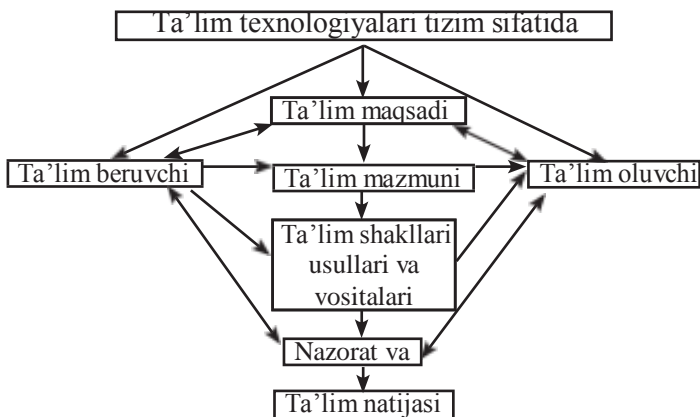 Ta’lim texnologiyalari tizim sifatida
Ta’lim maqsadi
Ta’lim beruvchi
Ta’lim mazmuni
Ta’lim oluvchi
Ta’lim shakllari
usullari va
vositalari
Nazorat va
Ta’lim natijasi